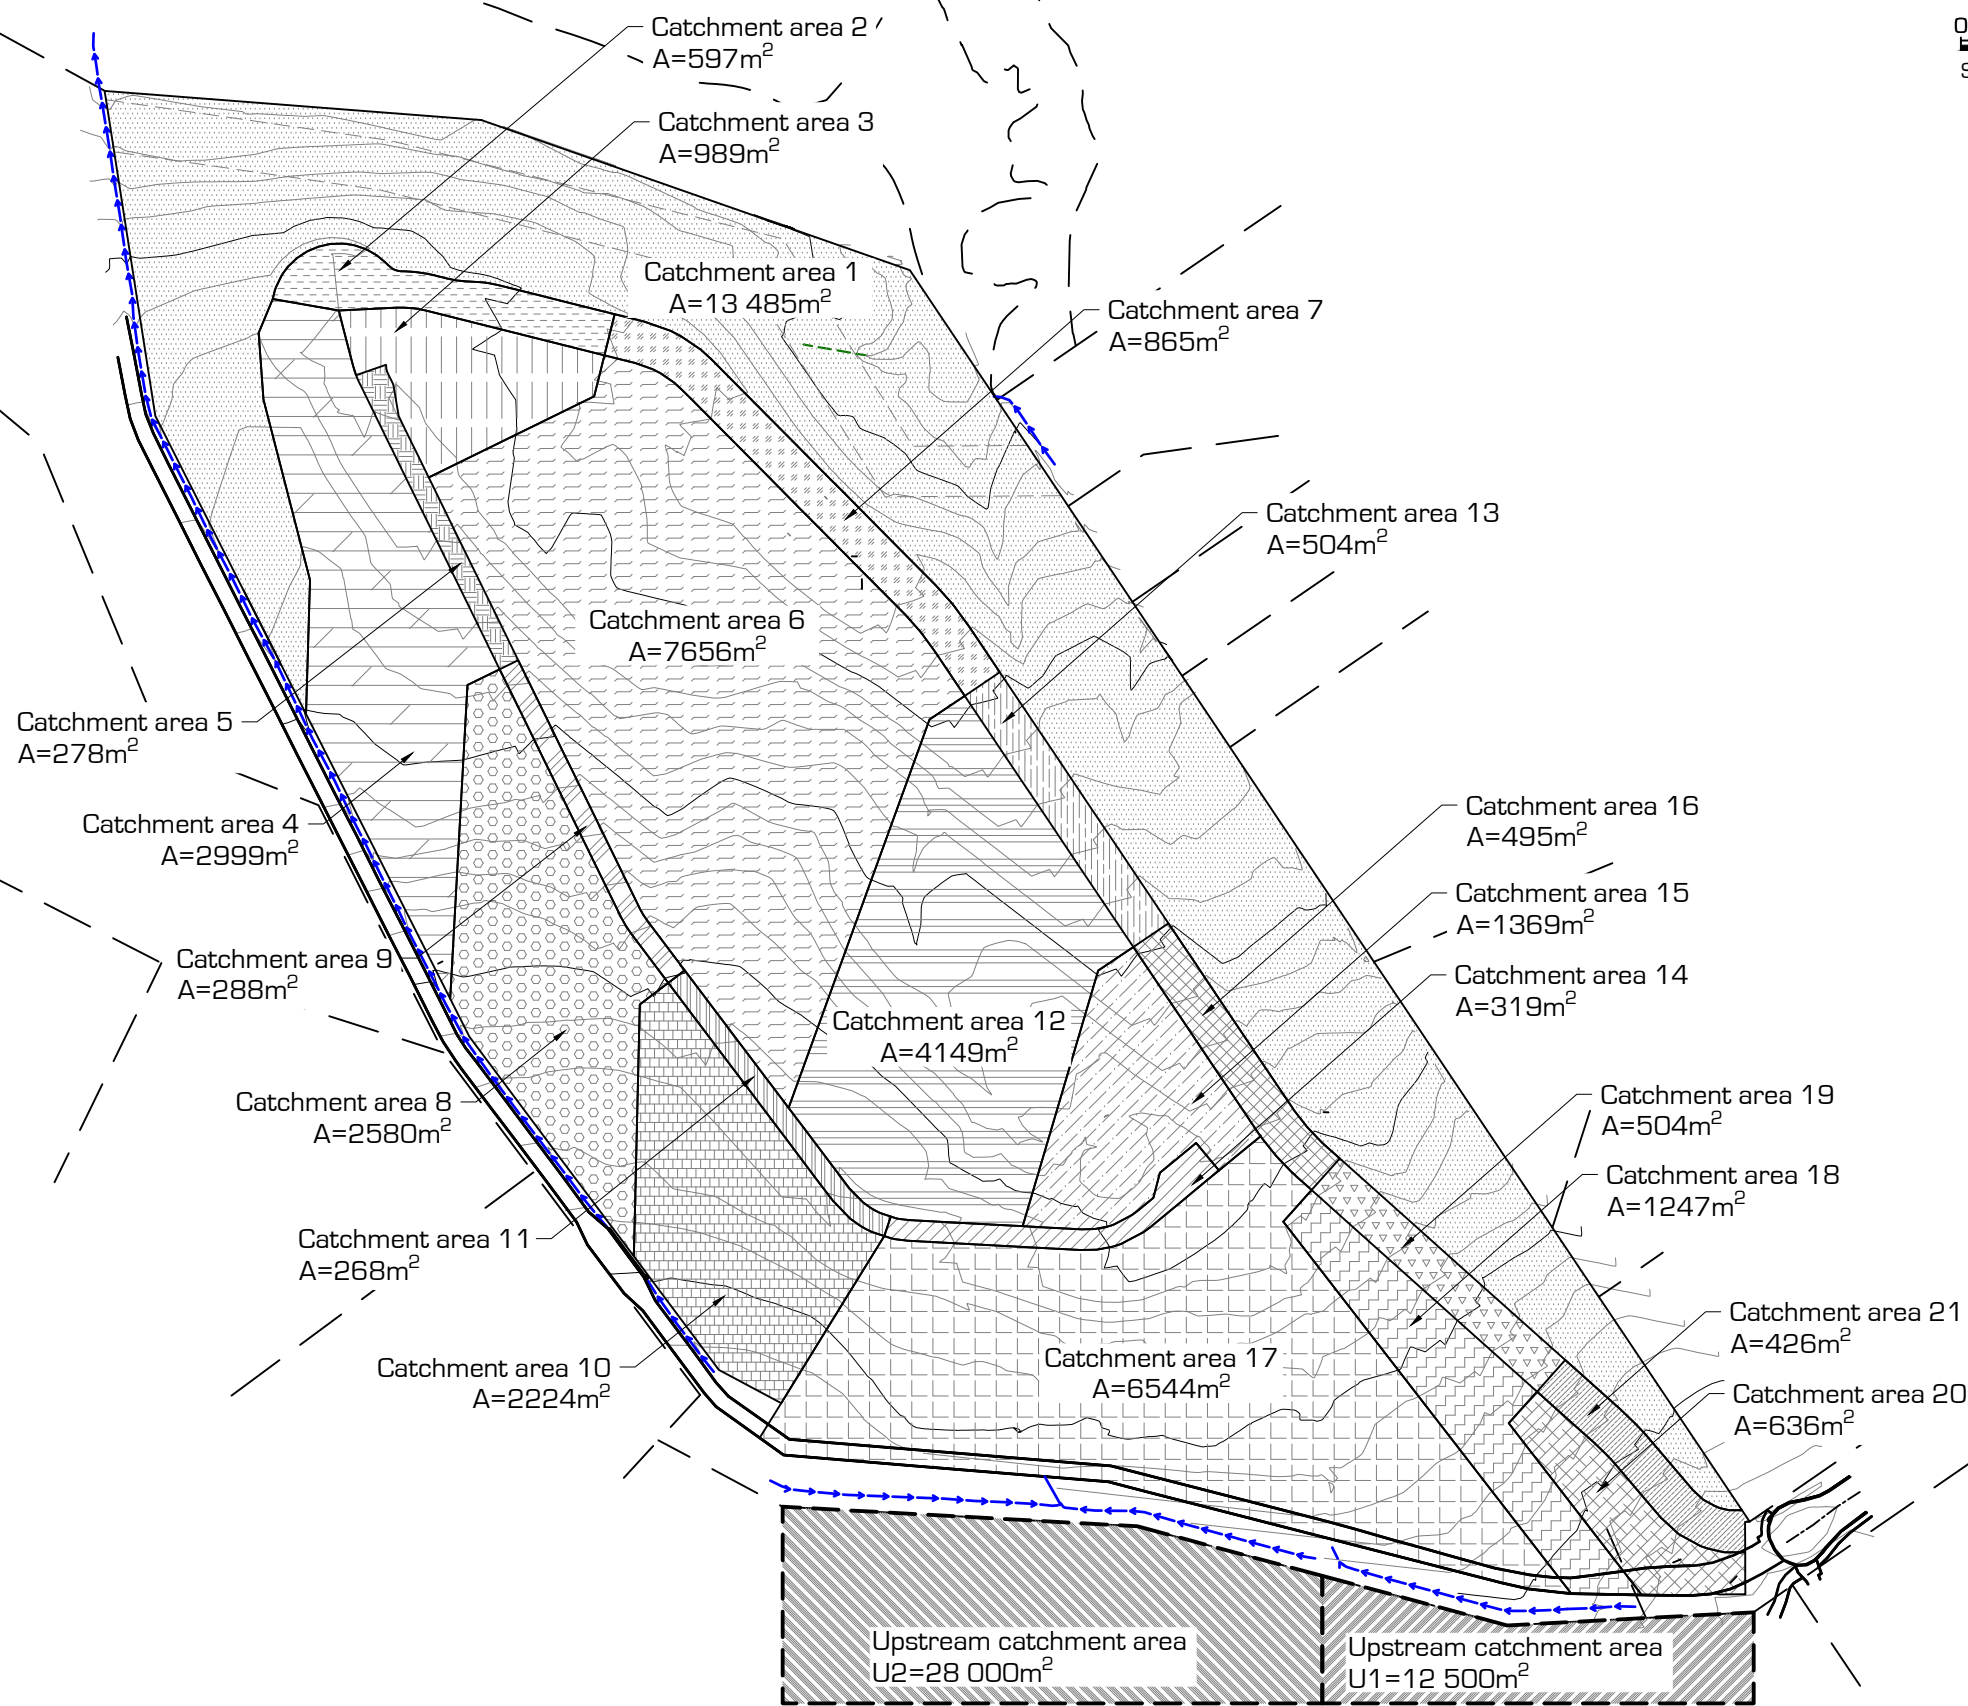 Catchment area 2
A=597m²
Catchment area 3
A=989m²
Catchment area 1
A=13 485m²
Catchment area 7
A=865m²
Catchment area 13
A=504m²
Catchment area 6
A=7656m²
Catchment area 5
A=278m²
Catchment area 4
A=2999m²
Catchment area 16
A=495m²
Catchment area 15
A=1369m²
Catchment area 9
A=288m²
Catchment area 14
A=319m²
Catchment area 12
A=4149m²
Catchment area 8
A=2580m²
Catchment area 19
A=504m²
Catchment area 18
A=1247m²
Catchment area 11
A=268m²
Catchment area 21
A=426m²
Catchment area 10
A=2224m²
Catchment area 17
A=6544m²
Catchment area 20
A=636m²
Upstream catchment area
U2=28 000m²
Upstream catchment area
U1=12 500m²